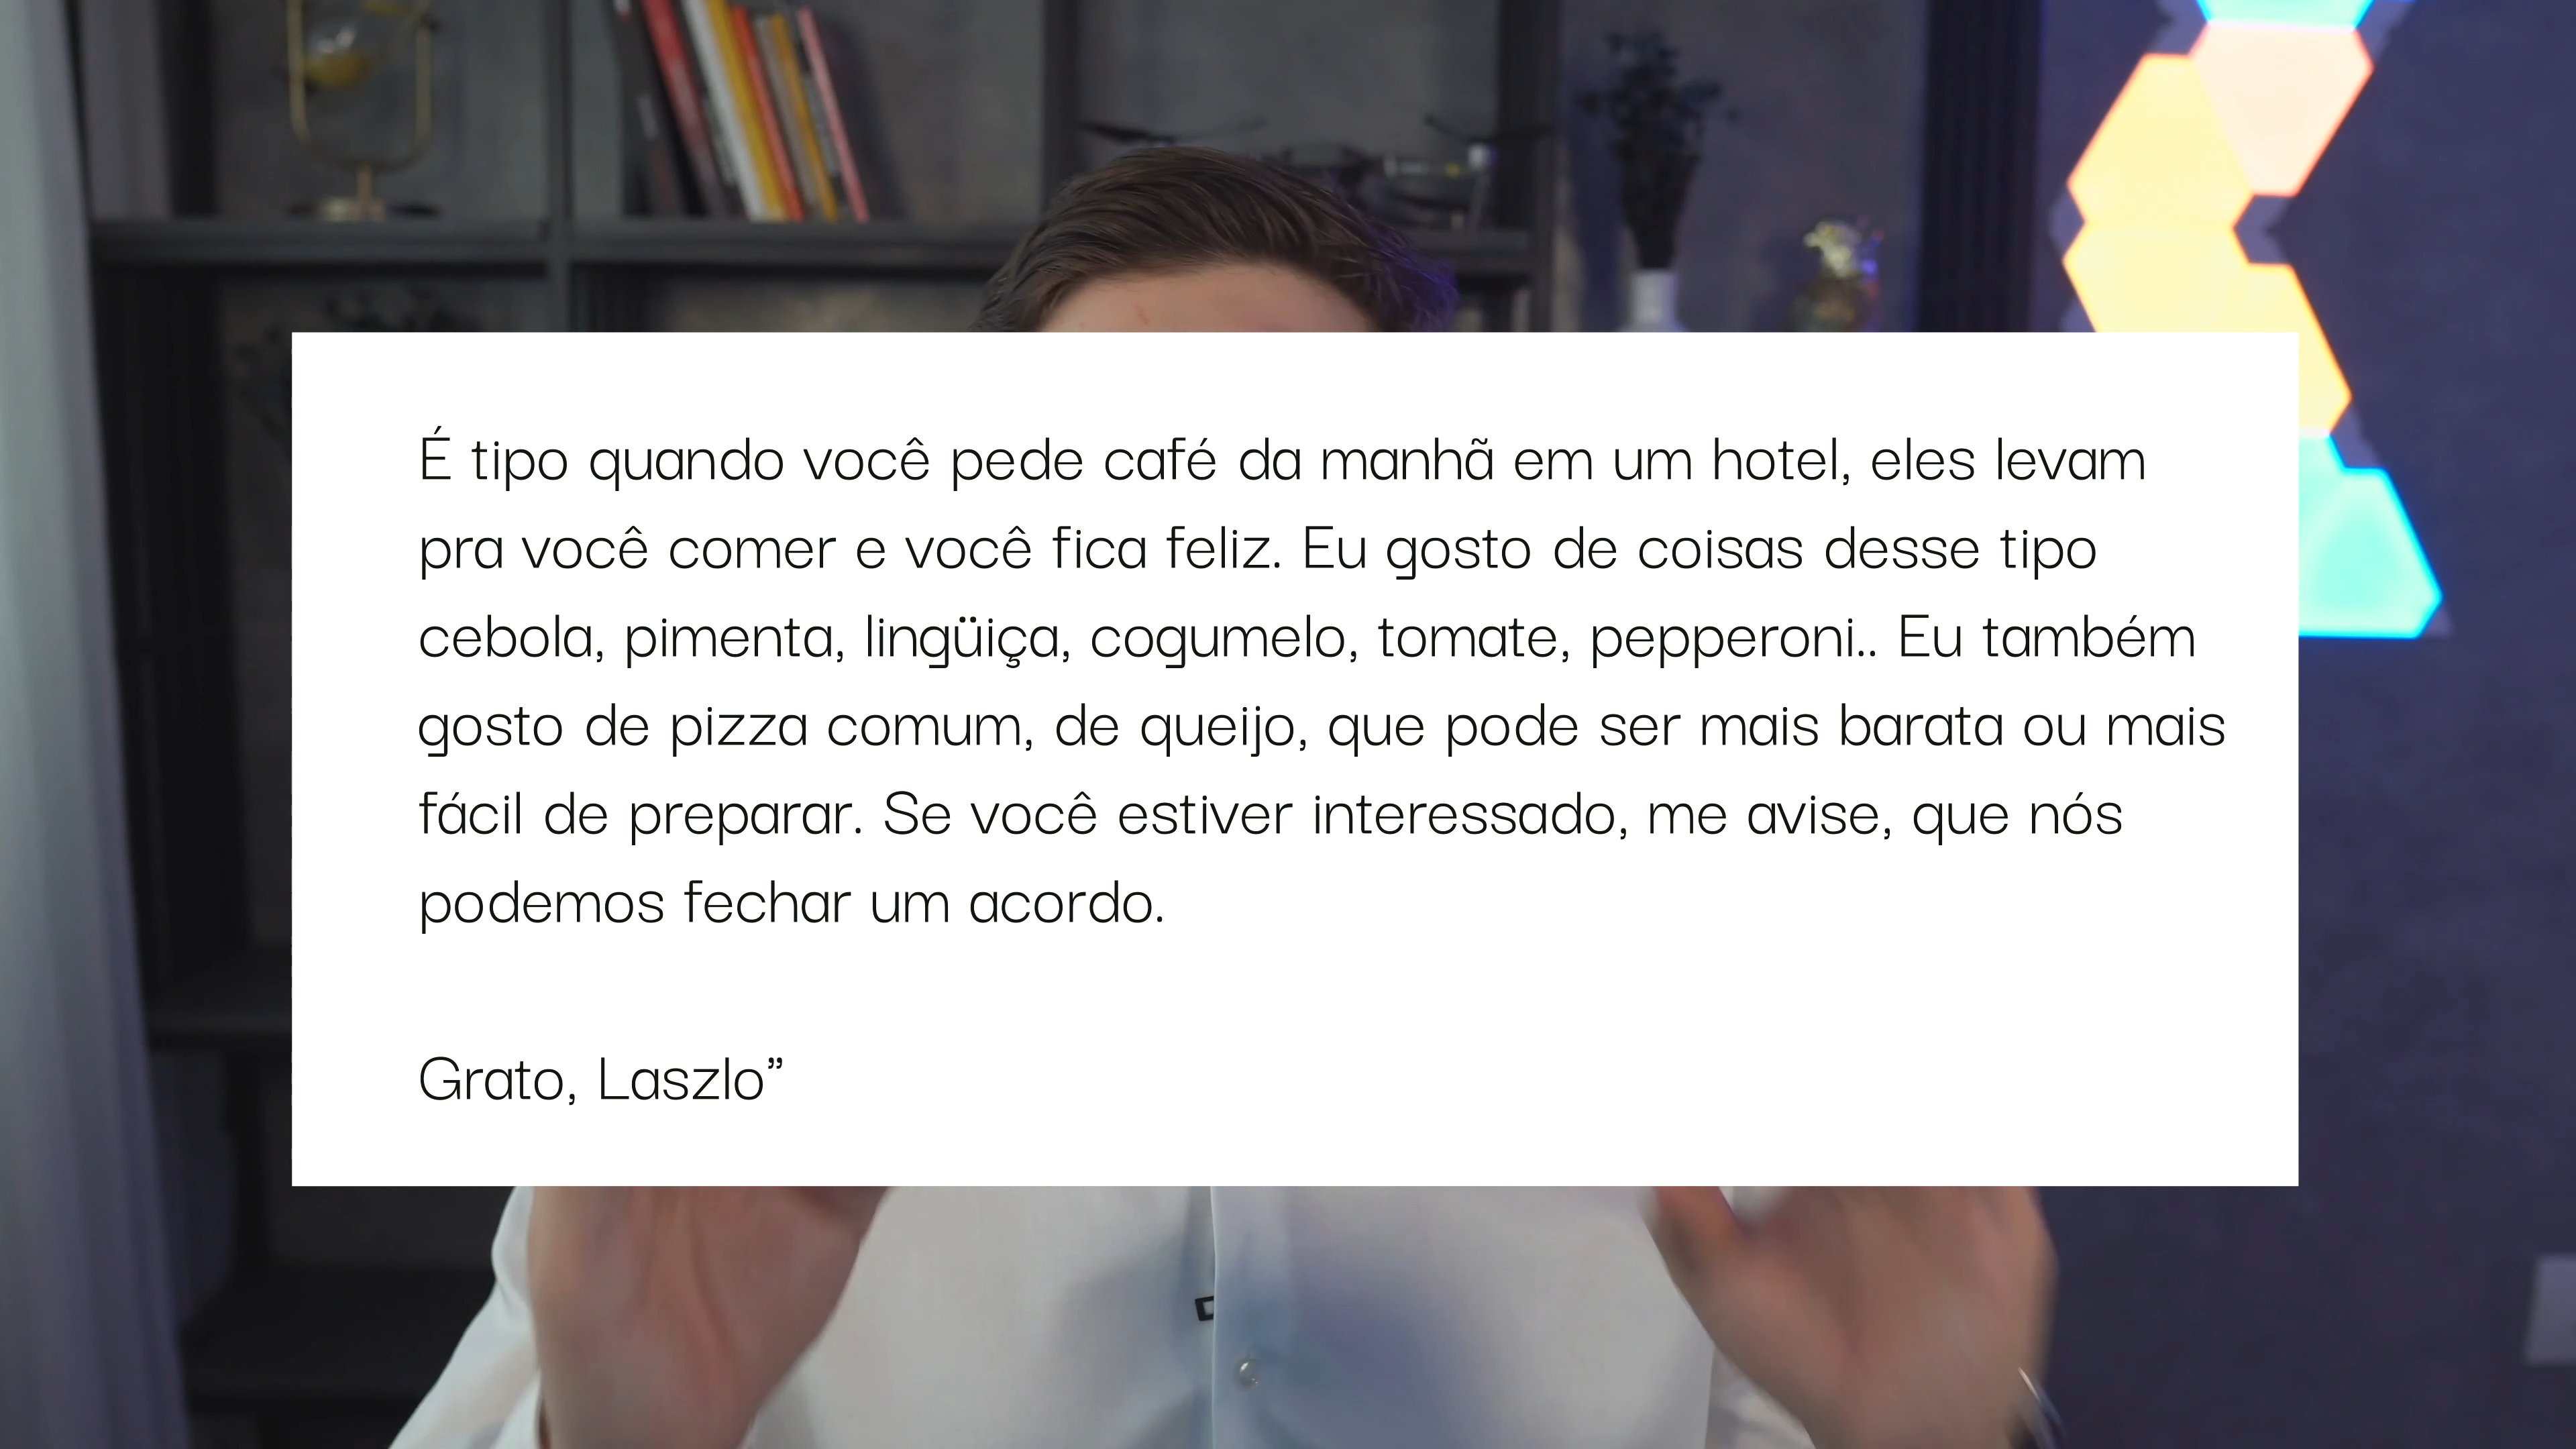 É tipo quando você pede café da manhã em um hotel, eles levam
pra você comer e você fica feliz. Eu gosto de coisas desse tipo
cebola, pimenta, lingüiça, cogumelo, tomate, pepperoni.. Eu também
gosto de pizza comum, de queijo, que pode ser mais barata ou mais
fácil de preparar. Se você estiver interessado, me avise, que nós
podemos fechar um acordo.
Grato, Laszlo”